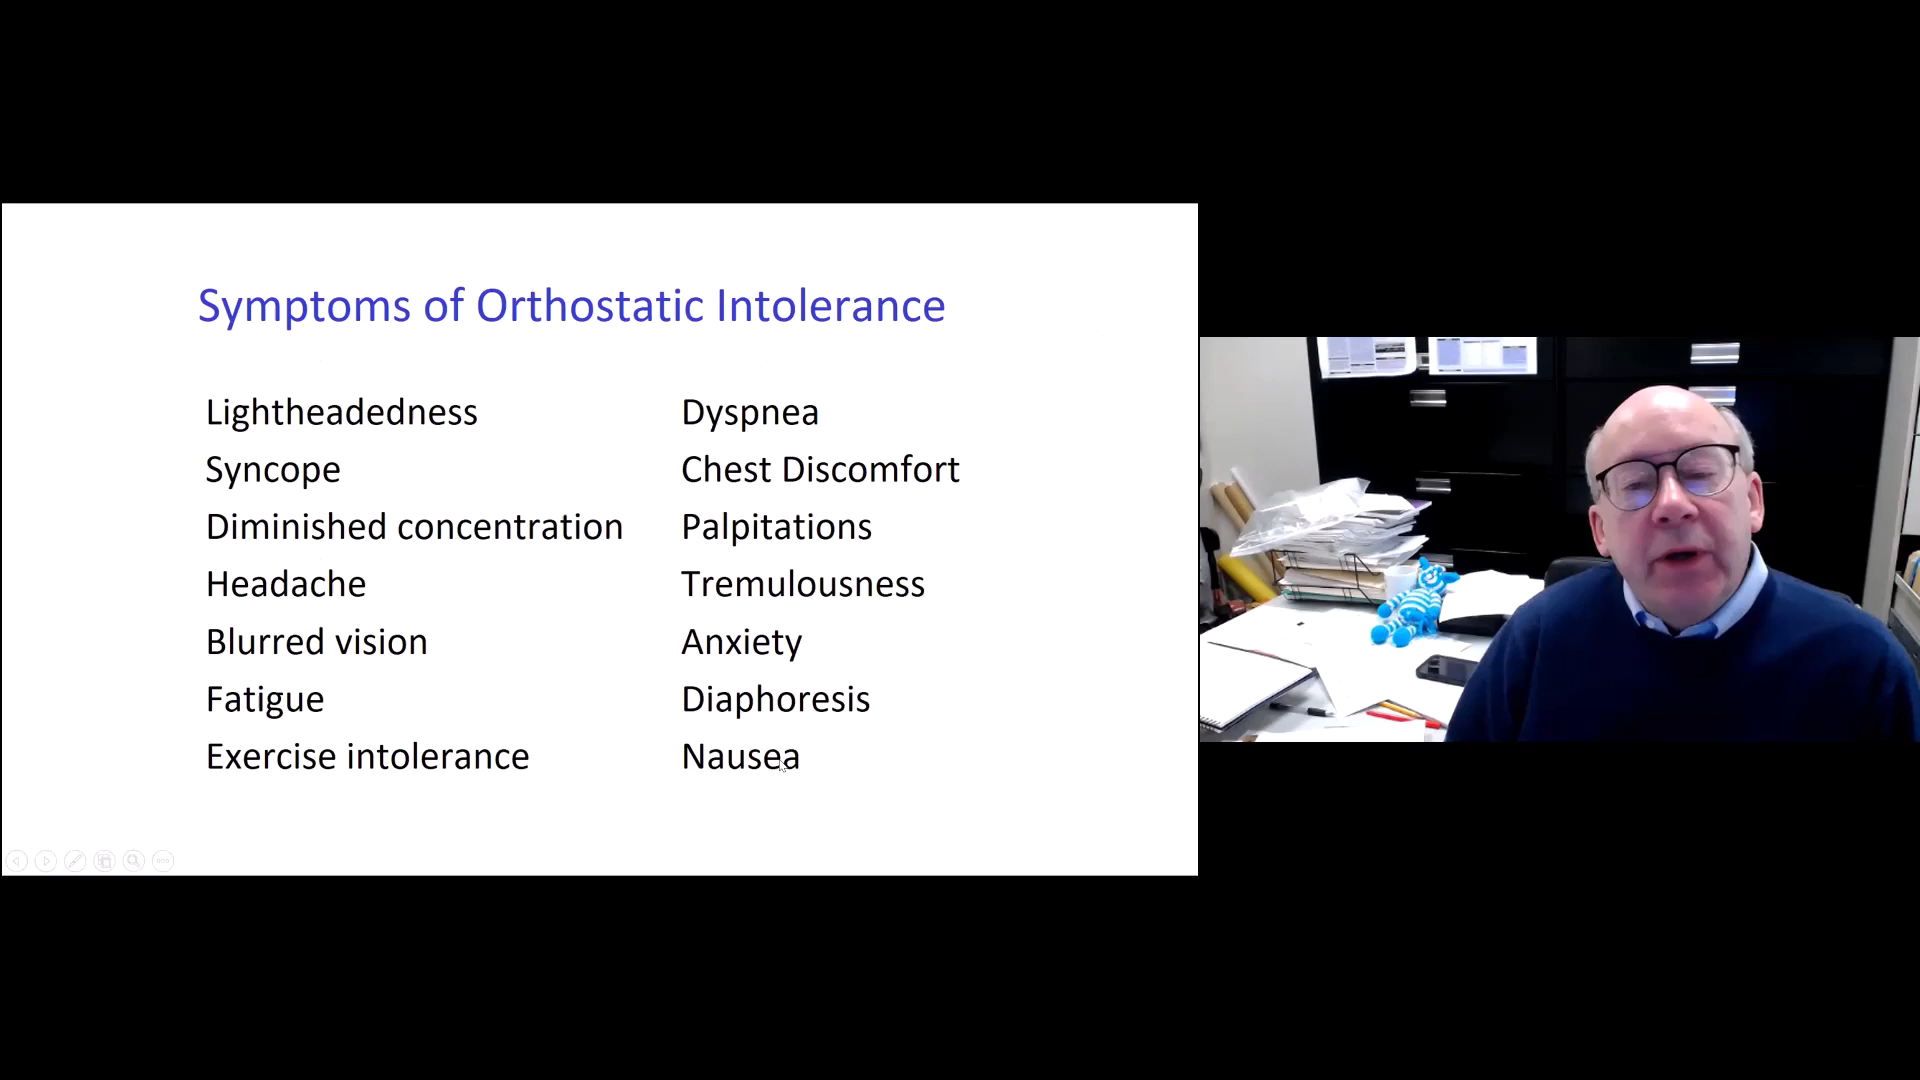 Symptoms of Orthostatic Intolerance
Lightheadedness
Syncope
Diminished concentration
Headache
Blurred vision
Fatigue
Exercise intolerance
Dyspnea
Chest Discomfort
Palpitations
Tremulousness
Anxiety
Diaphoresis
Nausea